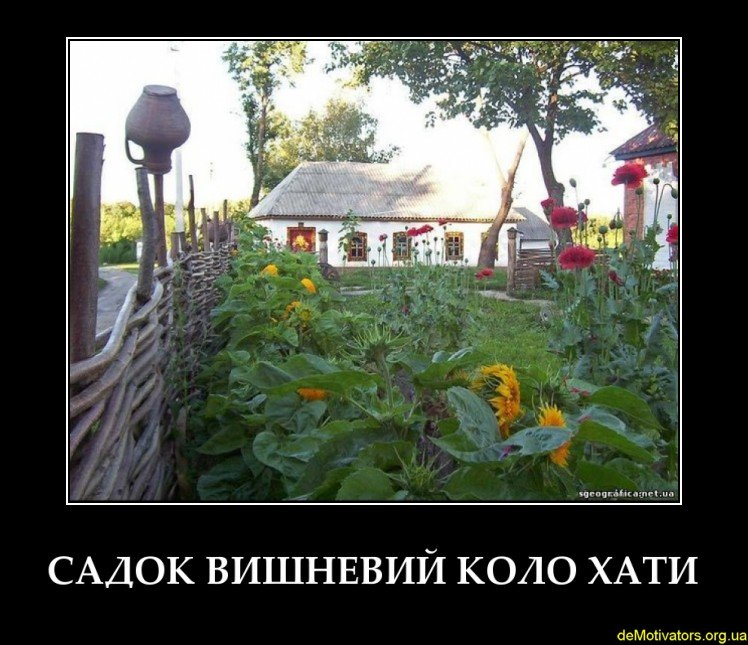 sgeografica.net.ua
САДОК ВИШНЕВИЙ КОЛО ХАТИ
deMotivators.org.ua